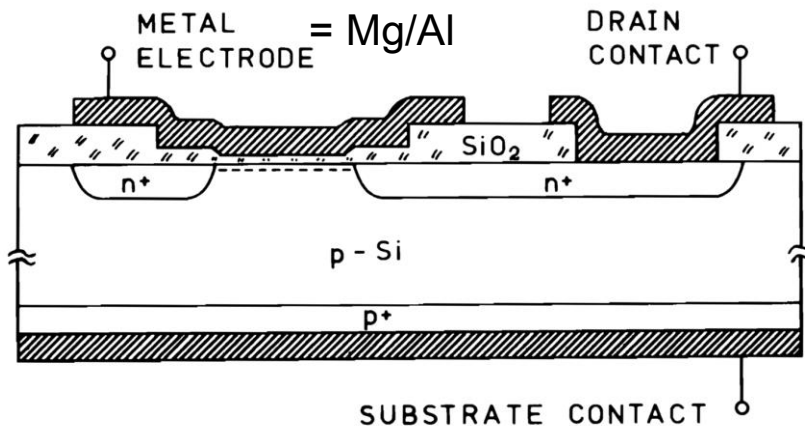 METAL
ELECTRODE
= Mg/Al
DRAIN
CONTACT
SiO₂
n+
n+
p-Si
p+
SUBSTRATE CONTACT